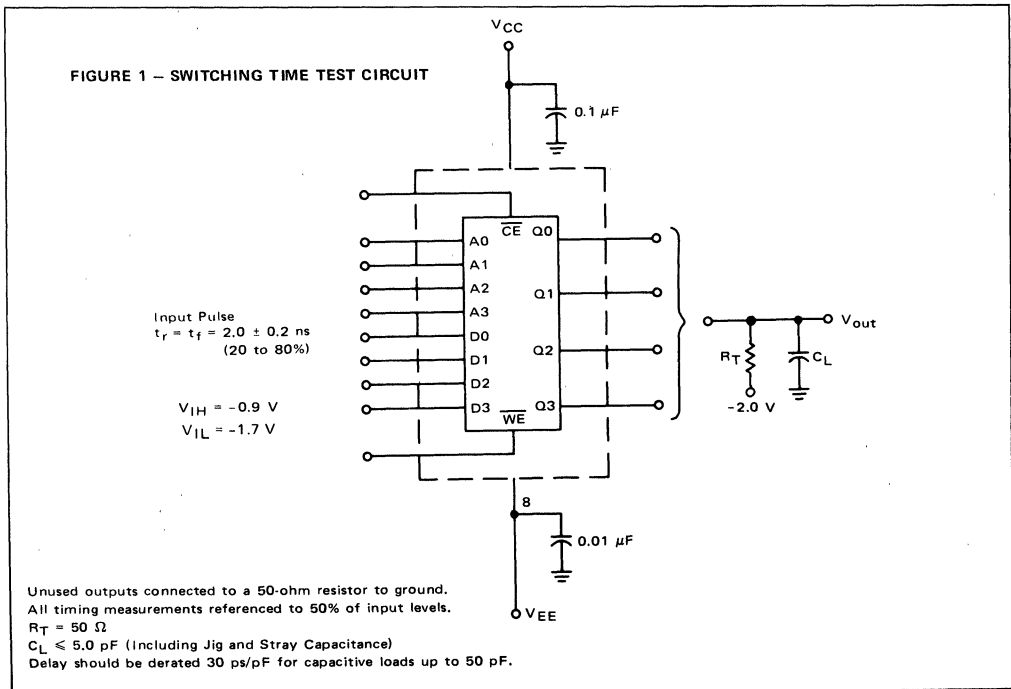 VCC
FIGURE 1 – SWITCHING TIME TEST CIRCUIT
0.1 μF
CE Q0
A0
A1
A2
A3
D0
D1
D2
D3
WE
Q1
Q2
Q3
Input Pulse
tr = tf = 2.0 ± 0.2 ns
(20 to 80%)
VIH = –0.9 V
VIL = –1.7 V
Vout
RT
CL
–2.0 V
8
0.01 μF
VEE
Unused outputs connected to a 50-ohm resistor to ground.
All timing measurements referenced to 50% of input levels.
RT = 50 Ω
CL ≤ 5.0 pF (Including Jig and Stray Capacitance)
Delay should be derated 30 ps/pF for capacitive loads up to 50 pF.